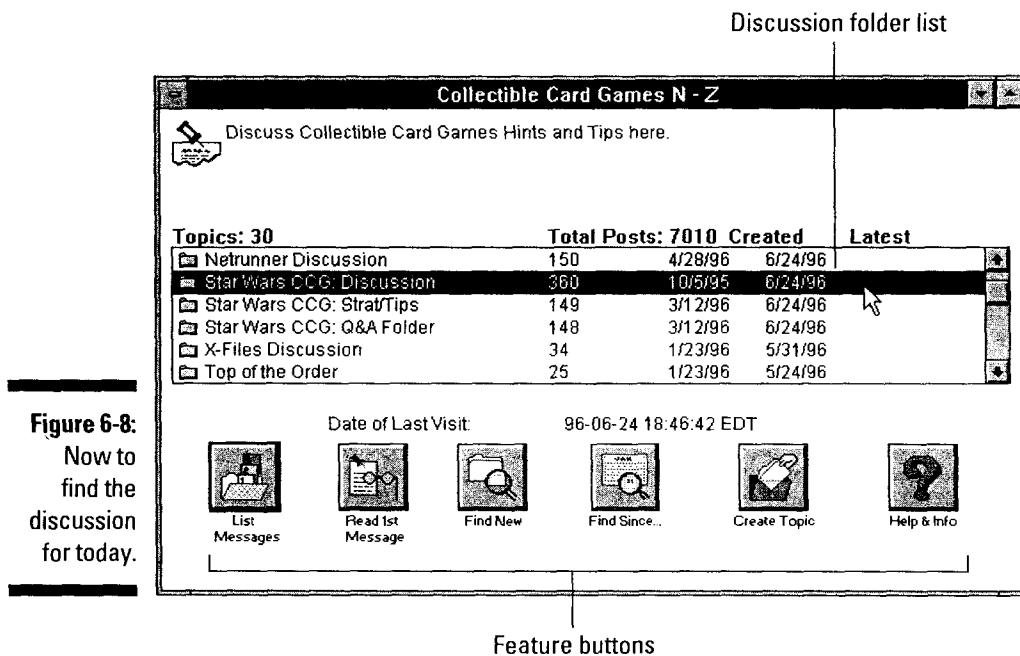 Discussion folder list
Collectible Card Games N - Z
Discuss Collectible Card Games Hints and Tips here.
Topics: 30 Total Posts: 7010 Created Latest
Netrunner Discussion 150 4/28/96 6/24/96
Star Wars CCG: Discussion 360 10/5/95 6/24/96
Star Wars CCG: Strat/Tips 149 3/12/96 6/24/96
Star Wars CCG: Q&A Folder 148 3/12/96 6/24/96
X-Files Discussion 34 1/23/96 5/31/96
Top of the Order 25 1/23/96 5/24/96
Date of Last Visit: 96-06-24 18:46:42 EDT
List Messages
Read 1st Message
Find New
Find Since...
Create Topic
Help & Info
Feature buttons
Figure 6-8:
Now to
find the
discussion
for today.